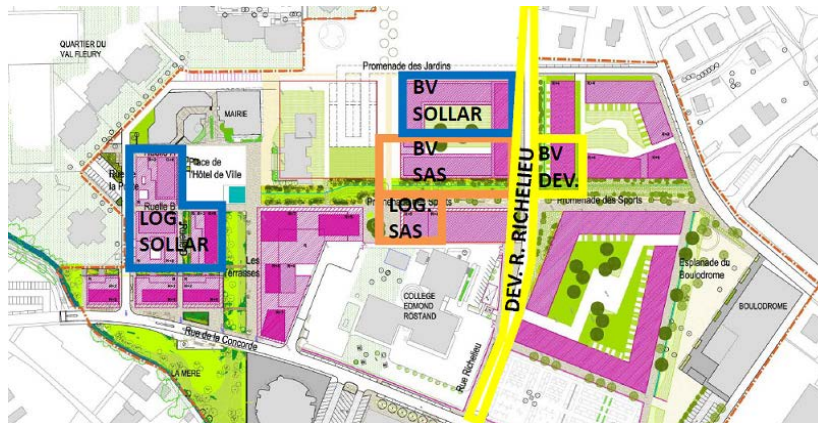 QUARTIER DU
VAL FLEURY
Promenade des Jardins
MAIRIE
BV
SOLLAR
Place de
l'Hôtel de Ville
BV
SAS
BV
DEV.
DEV. R. RICHELIEU
Ruelle B
Promenade des Sports
LOG.
SOLLAR
LOG.
SAS
Les
Terrasses
Esplanade du
Boulodrome
BOULODROME
COLLEGE
EDMOND
ROSTAND
Rue de la Concorde
Rue Richelieu
LA MERE